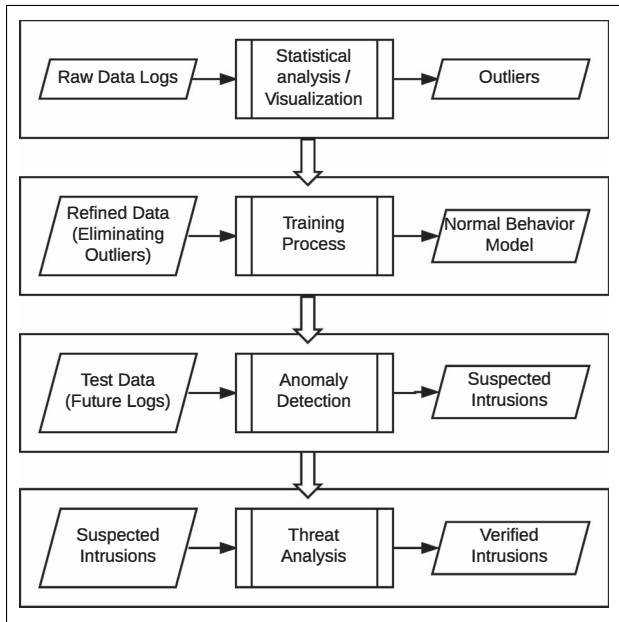 Raw Data Logs
Statistical
analysis /
Visualization
Outliers
Refined Data
(Eliminating
Outliers)
Training
Process
Normal Behavior
Model
Test Data
(Future Logs)
Anomaly
Detection
Suspected
Intrusions
Suspected
Intrusions
Threat
Analysis
Verified
Intrusions